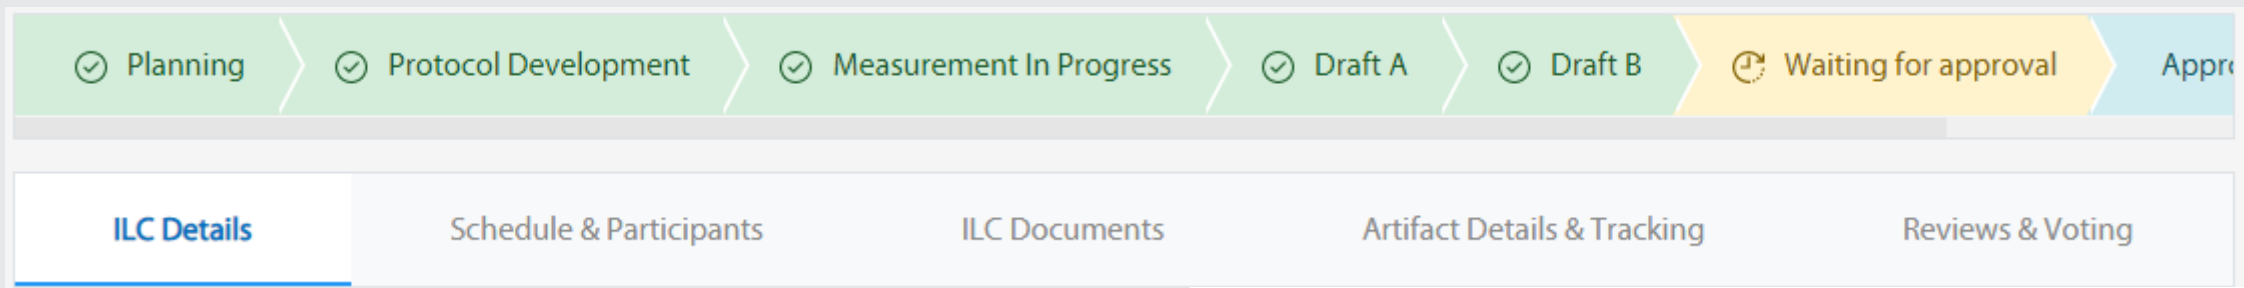 Planning Protocol Development Measurement In Progress Draft A Draft B Waiting for approval
ILC Details Schedule & Participants ILC Documents Artifact Details & Tracking Reviews & Voting